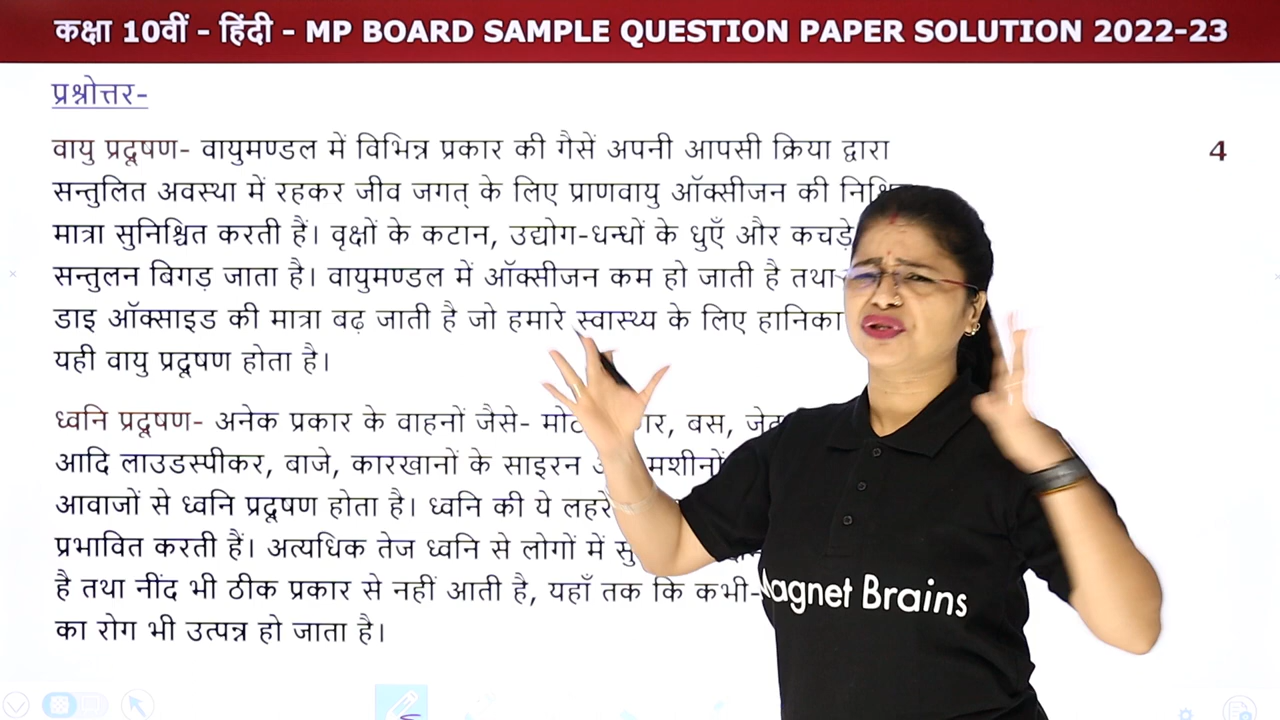 कक्षा 10वीं - हिंदी - MP BOARD SAMPLE QUESTION PAPER SOLUTION 2022-23
प्रश्नोत्तर-
वायु प्रदूषण- वायुमण्डल में विभिन्न प्रकार की गैसें अपनी आपसी क्रिया द्वारा
4
सन्तुलित अवस्था में रहकर जीव जगत् के लिए प्राणवायु ऑक्सीजन की
मात्रा सुनिश्चित करती हैं। वृक्षों के कटान, उद्योग-धन्धों के धुएँ और कचड़े
सन्तुलन बिगड़ जाता है। वायुमण्डल में ऑक्सीजन कम हो जाती है तथा
डाइ ऑक्साइड की मात्रा वढ़ जाती है जो हमारे स्वास्थ्य के लिए
यही वायु प्रदूषण होता है।
ध्वनि प्रदूषण- अनेक प्रकार के वाहनों जैसे- बस,
आदि लाउडस्पीकर, बाजे, कारखानों के साइरन मशीनों
आवाजों से ध्वनि प्रदूषण होता है। ध्वनि की ये
प्रभावित करती हैं। अत्यधिक तेज ध्वनि से लोगों में
है तथा नींद भी ठीक प्रकार से नहीं आती है, यहाँ तक कि कभी-
का रोग भी उत्पन्न हो जाता है।
Magnet Brains